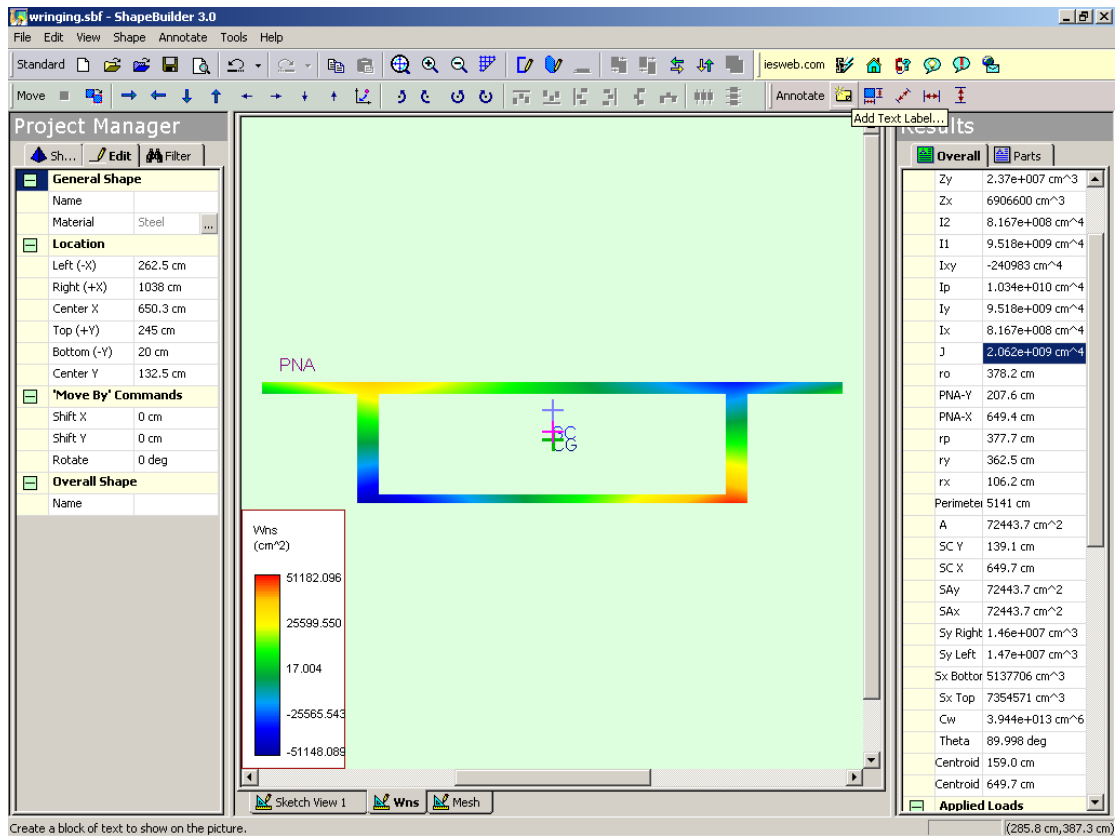 wringing.sbf - ShapeBuilder 3.0
File Edit View Shape Annotate Tools Help
Standard iesweb.com
Move Annotate
Add Text Label...
Project Manager
Sh... Edit Filter
General Shape
Name
Material Steel ...
Location
Left (-X) 262.5 cm
Right (+X) 1038 cm
Center X 650.3 cm
Top (+Y) 245 cm
Bottom (-Y) 20 cm
Center Y 132.5 cm
'Move By' Commands
Shift X 0 cm
Shift Y 0 cm
Rotate 0 deg
Overall Shape
Name
PNA
CG
Wns
(cm^2)
51182.096
25599.550
17.004
-25565.543
-51148.089
Sketch View 1 Wns Mesh
Results
Overall Parts
Zy 2.37e+007 cm^3
Zx 6906600 cm^3
I2 8.167e+008 cm^4
I1 9.518e+009 cm^4
Ixy -240983 cm^4
Ip 1.034e+010 cm^4
Iy 9.518e+009 cm^4
Ix 8.167e+008 cm^4
J 2.062e+009 cm^4
ro 378.2 cm
PNA-Y 207.6 cm
PNA-X 649.4 cm
rp 377.7 cm
ry 362.5 cm
rx 106.2 cm
Perimeter 5141 cm
A 72443.7 cm^2
SC Y 139.1 cm
SC X 649.7 cm
SAy 72443.7 cm^2
SAx 72443.7 cm^2
Sy Right 1.46e+007 cm^3
Sy Left 1.47e+007 cm^3
Sx Bottor 5137706 cm^3
Sx Top 7354571 cm^3
Cw 3.944e+013 cm^6
Theta 89.998 deg
Centroid 159.0 cm
Centroid 649.7 cm
Applied Loads
Create a block of text to show on the picture. (285.8 cm,387.3 cm)